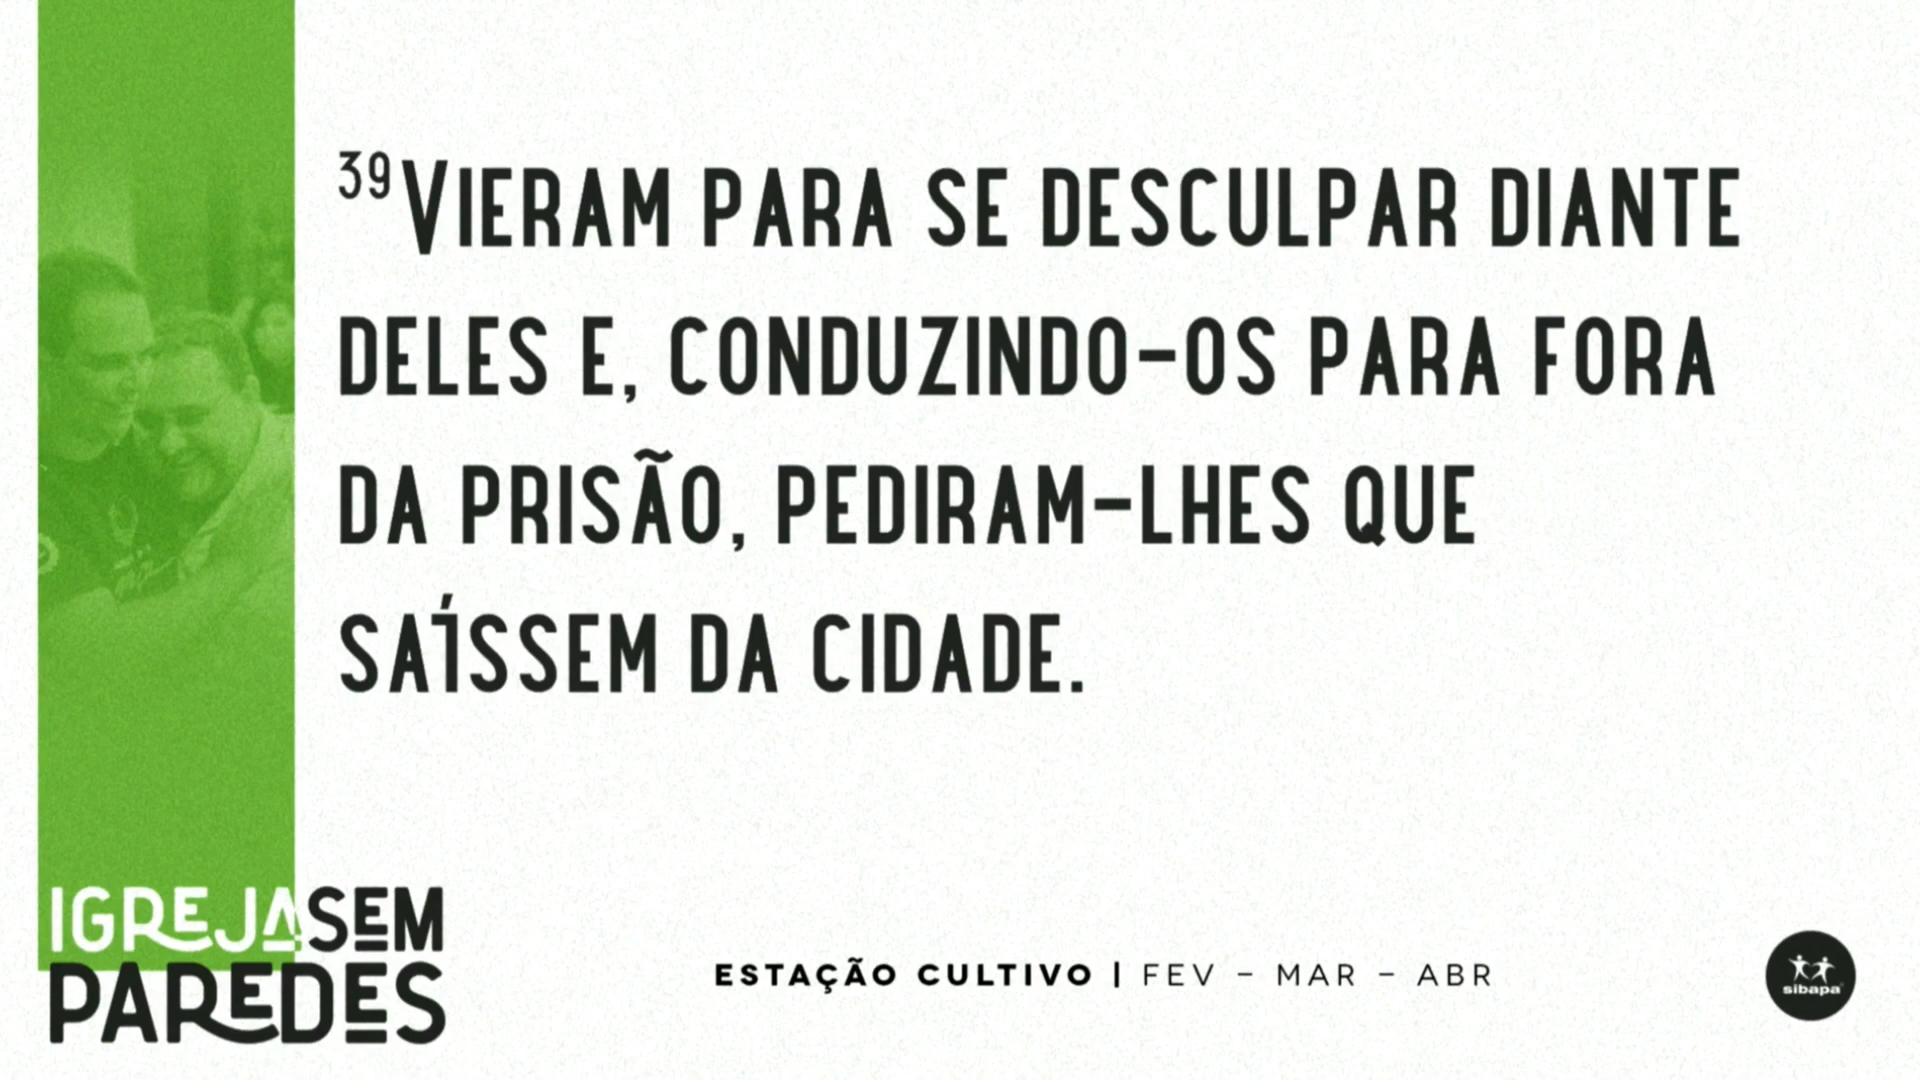 39 VIERAM PARA SE DESCULPAR DIANTE
DELES E, CONDUZINDO-OS PARA FORA
DA PRISÃO, PEDIRAM-LHES QUE
SAÍSSEM DA CIDADE.
IGREJA SEM
PAREDES
ESTAÇÃO CULTIVO | FEV - MAR - ABR
sibapa